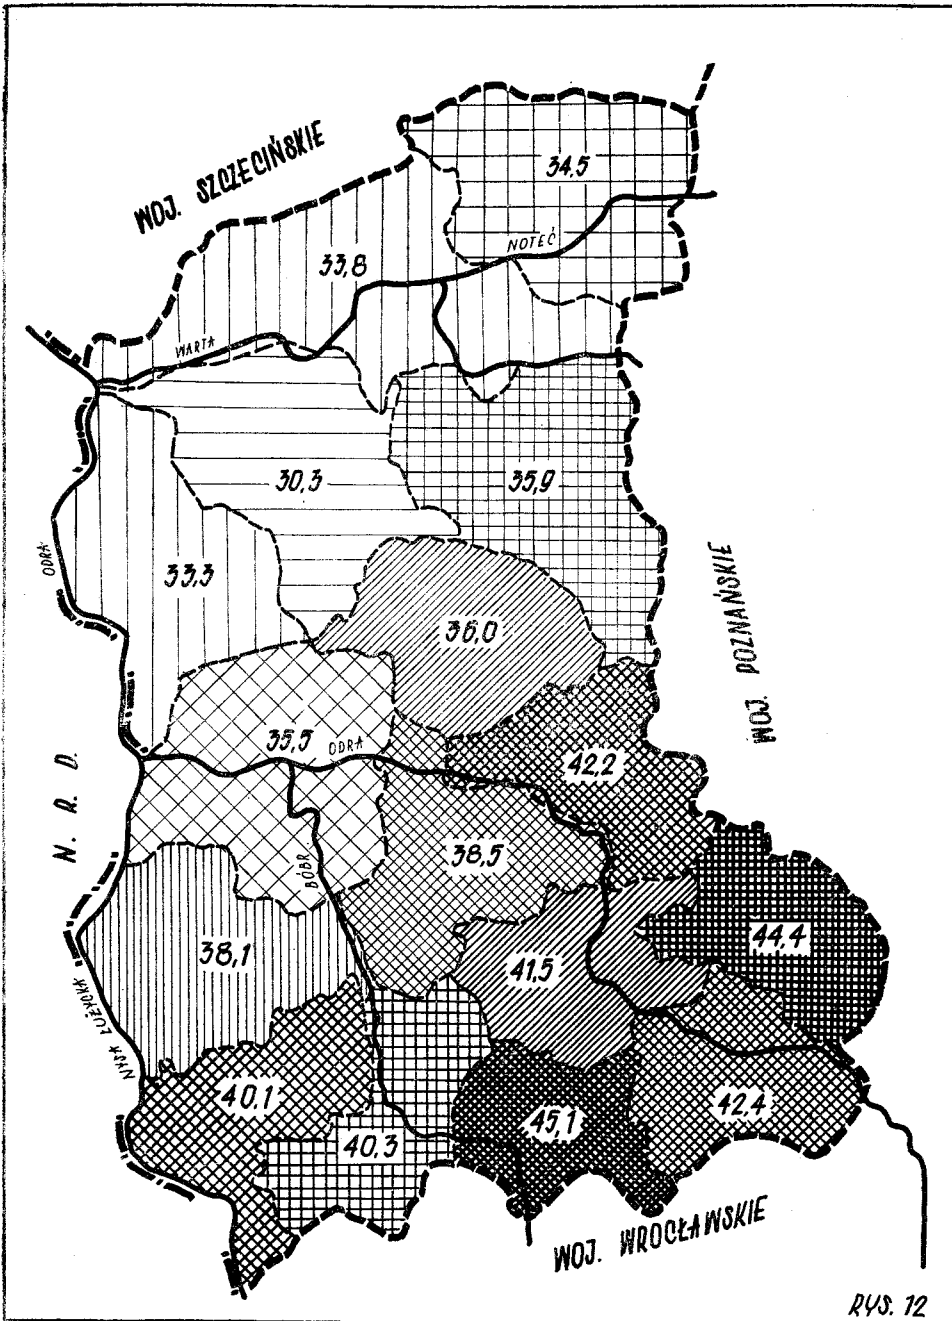 WOJ. SZCZECIŃSKIE
34,5
NOTEĆ
33,8
WARTA
30,3
35,9
ODRA
33,3
36,0
WOJ. POZNAŃSKIE
35,5
ODRA
N. R. D.
42,2
BÓBR
38,5
44,4
38,1
41,5
NYSA ŁUŻYCKA
40,1
42,4
45,1
40,3
WOJ. WROCŁAWSKIE
RYS. 12